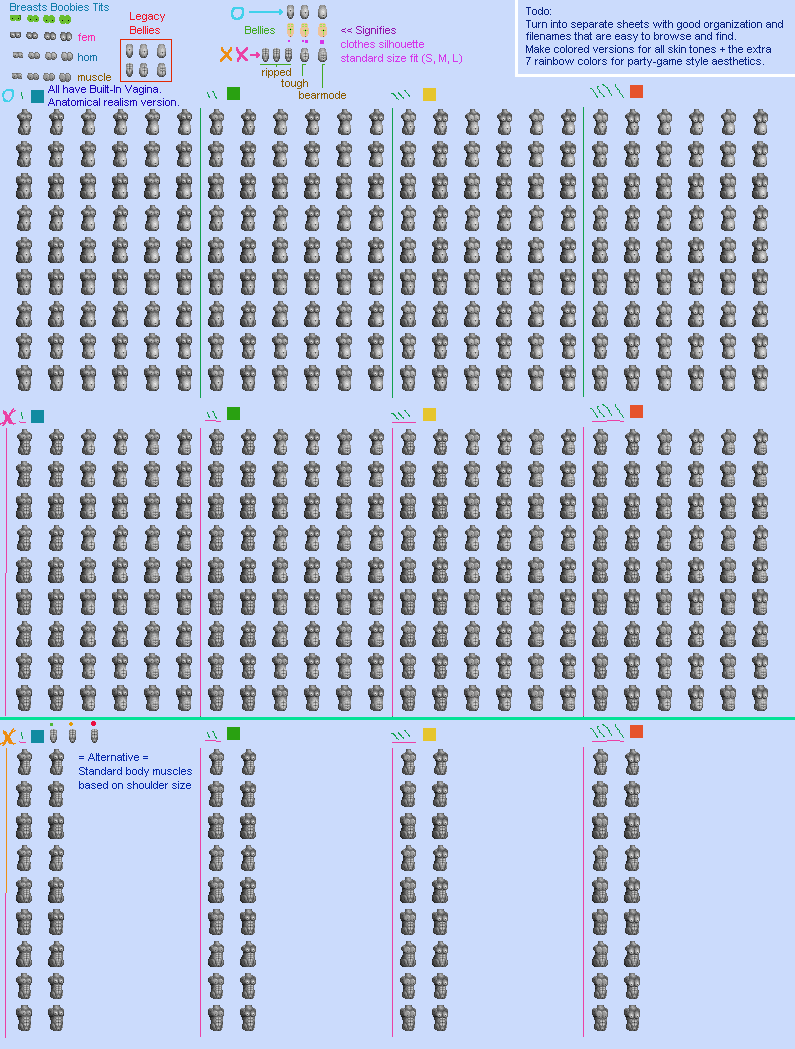 Breasts Boobies Tits
fem
hom
muscle
Legacy
Bellies
Bellies
<< Signifies
clothes silhouette
standard size fit (S, M, L)
ripped
tough
bearmode
Todo:
Turn into separate sheets with good organization and
filenames that are easy to browse and find.
Make colored versions for all skin tones + the extra
7 rainbow colors for party-game style aesthetics.
All have Built-In Vagina.
Anatomical realism version.
= Alternative =
Standard body muscles
based on shoulder size